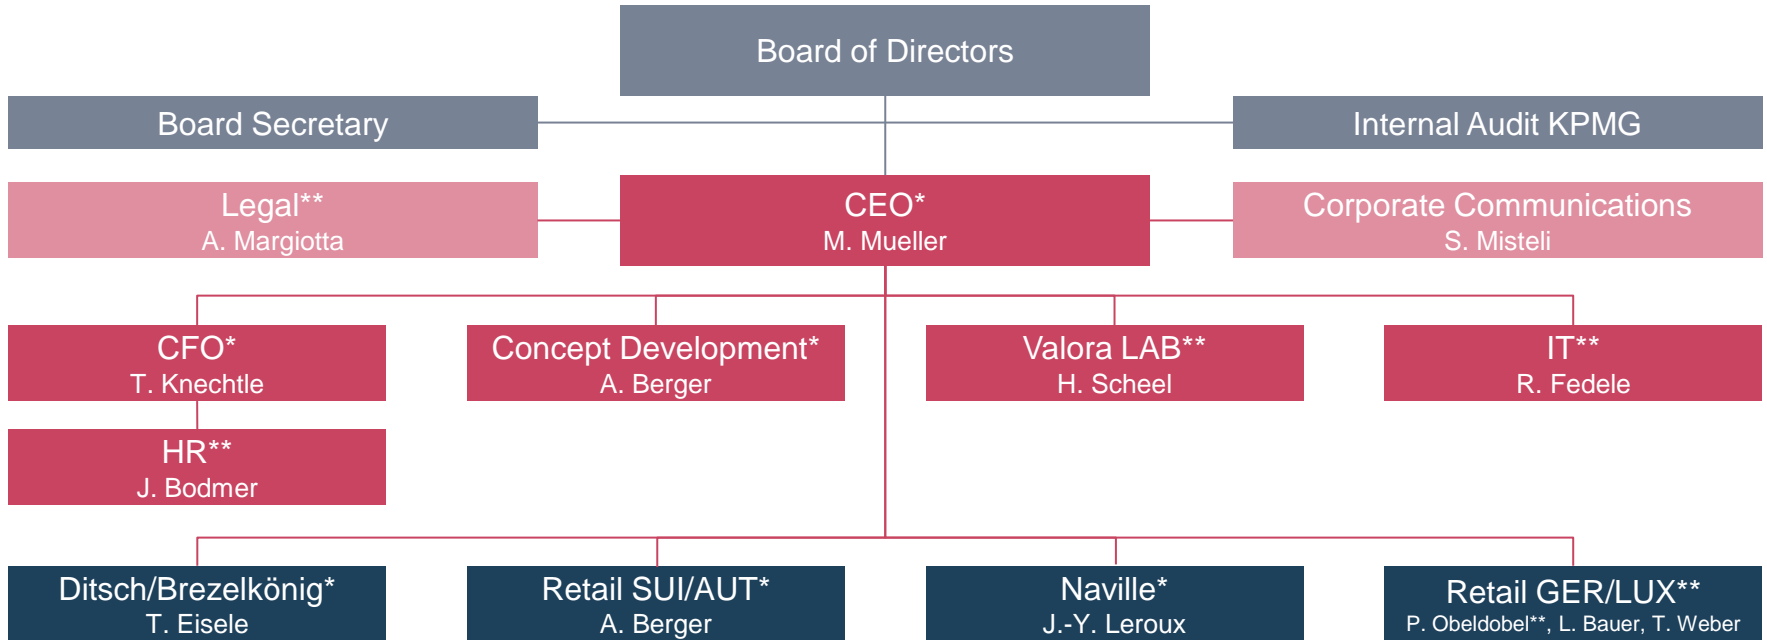 Board of Directors
Board Secretary
Internal Audit KPMG
Legal**
A. Margiotta
CEO*
M. Mueller
Corporate Communications
S. Misteli
CFO*
T. Knechtle
Concept Development*
A. Berger
Valora LAB**
H. Scheel
IT**
R. Fedele
HR**
J. Bodmer
Ditsch/Brezelkönig*
T. Eisele
Retail SUI/AUT*
A. Berger
Naville*
J.-Y. Leroux
Retail GER/LUX**
P. Obeldobel**, L. Bauer, T. Weber